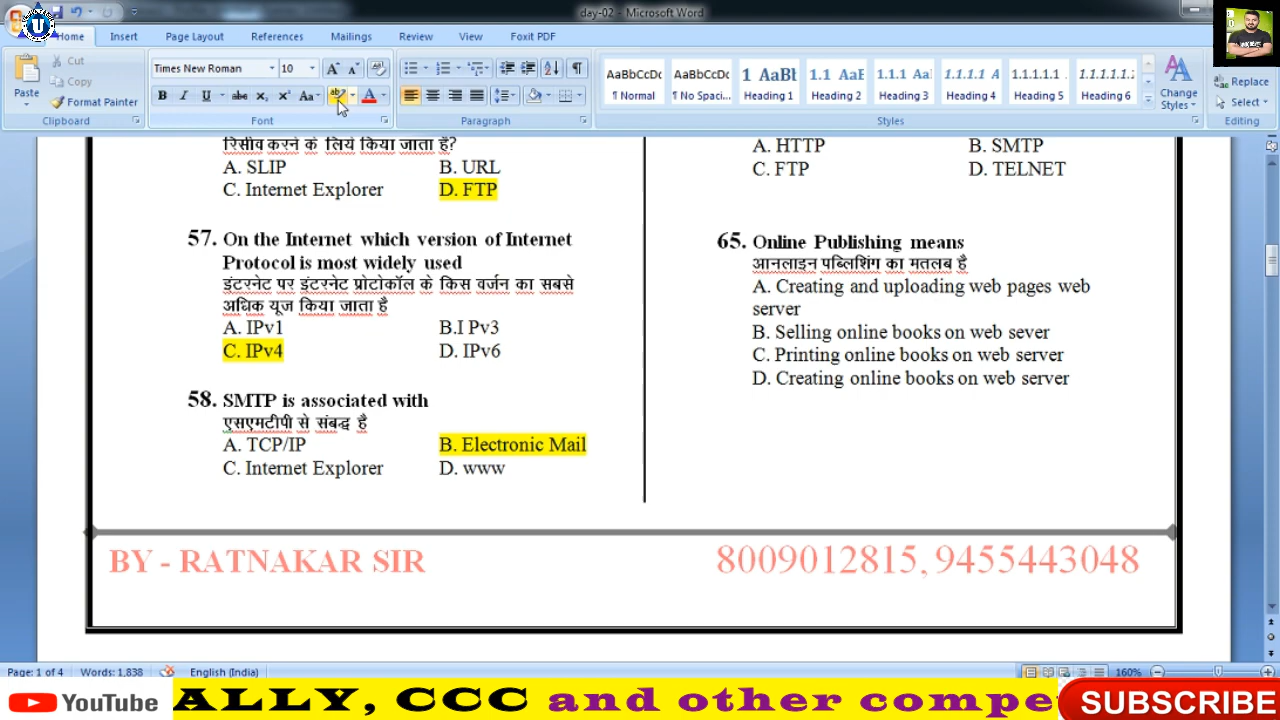 day-02 - Microsoft Word
Home Insert Page Layout References Mailings Review View Foxit PDF
Paste
Cut
Copy
Format Painter
Clipboard
Times New Roman 10
Font
Paragraph
AaBbCcDc AaBbCcDc 1 AaBl 1.1 AaE 1.1.1 Aa 1.1.1.1 A 1.1.1.1.1 1.1.1.1.1.
¶ Normal ¶ No Spaci... Heading 1 Heading 2 Heading 3 Heading 4 Heading 5 Heading 6
Change Styles
Styles
Replace
Select
Editing
रिसीव करने के लिये किया जाता है?
A. SLIP B. URL
C. Internet Explorer D. FTP
57. On the Internet which version of Internet
Protocol is most widely used
इंटरनेट पर इंटरनेट प्रोटोकॉल के किस वर्जन का सबसे
अधिक यूज किया जाता है
A. IPv1 B.I Pv3
C. IPv4 D. IPv6
58. SMTP is associated with
एसएमटीपी से संबद्ध है
A. TCP/IP B. Electronic Mail
C. Internet Explorer D. www
A. HTTP B. SMTP
C. FTP D. TELNET
65. Online Publishing means
आनलाइन पब्लिशिंग का मतलब है
A. Creating and uploading web pages web
server
B. Selling online books on web sever
C. Printing online books on web server
D. Creating online books on web server
BY - RATNAKAR SIR 8009012815, 9455443048
Page: 1 of 4 Words: 1,838 English (India) 160%
YouTube ALLY, CCC and other compe SUBSCRIBE